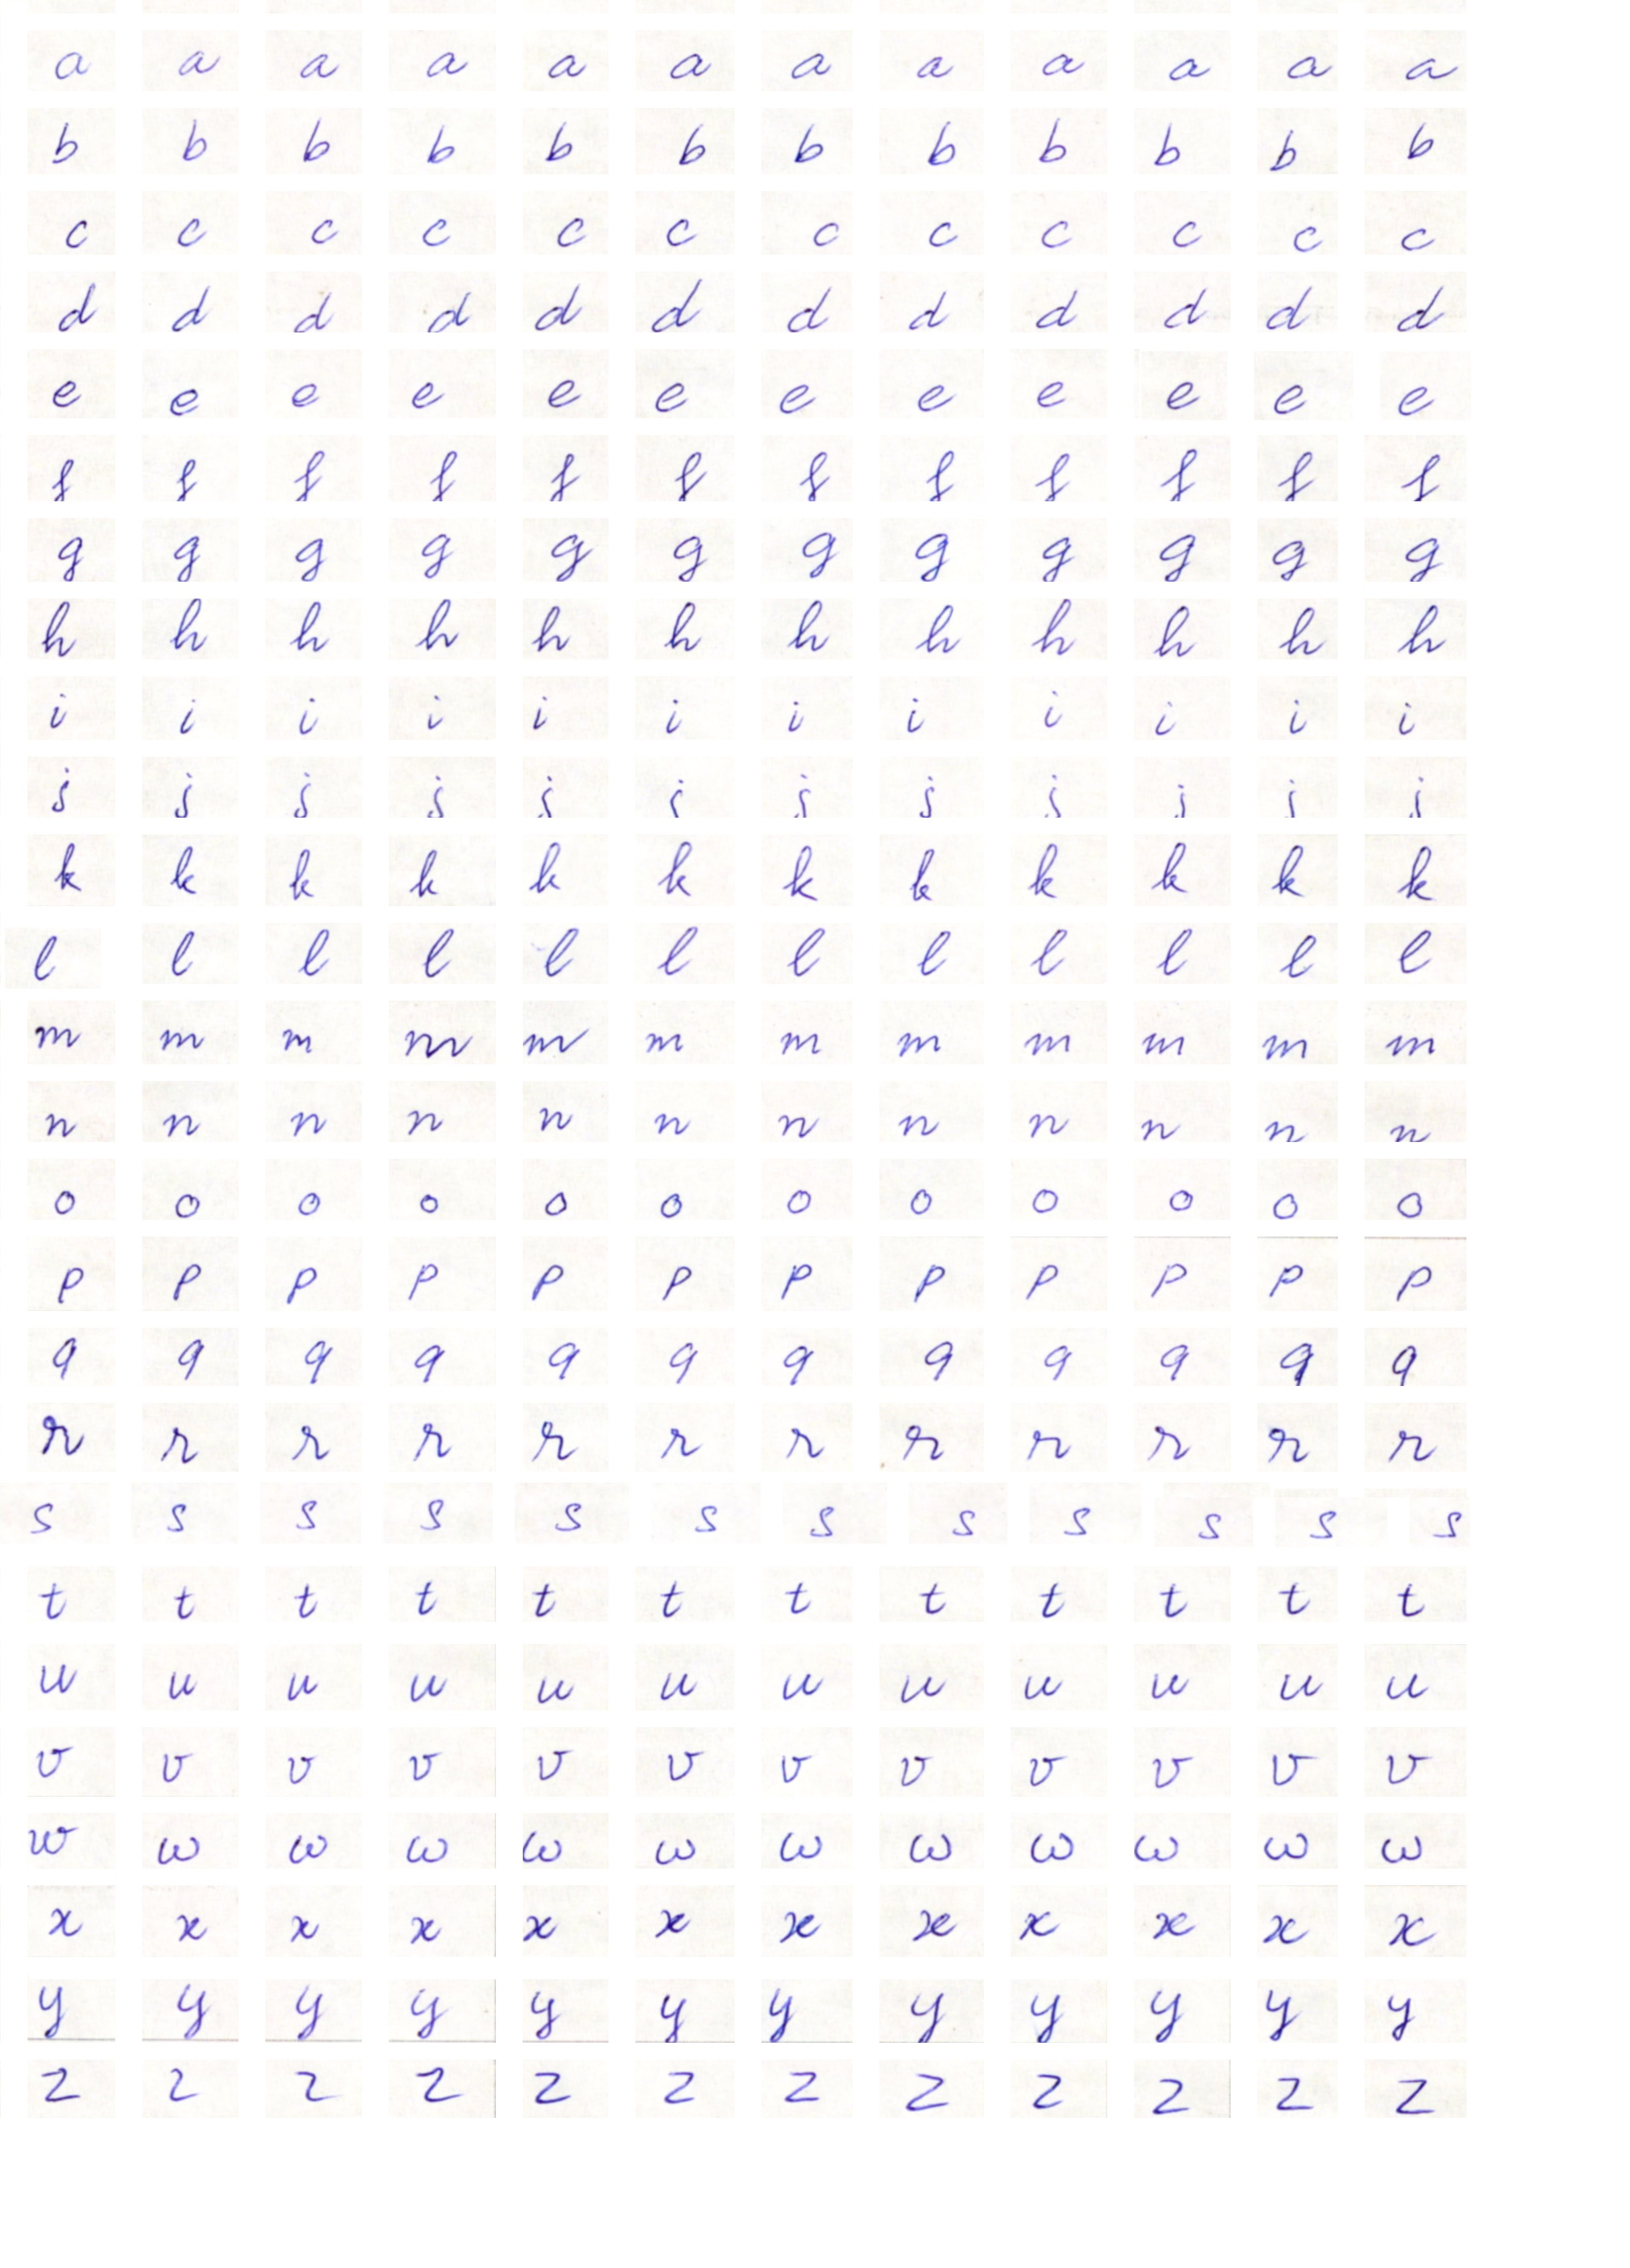 a a a a a a a a a a a a
b b b b b b b b b b b b
c c c c c c c c c c c c
d d d d d d d d d d d d
e e e e e e e e e e e e
f f f f f f f f f f f f
g g g g g g g g g g g g
h h h h h h h h h h h h
i i i i i i i i i i i i
j j j j j j j j j j j j
k k k k k k k k k k k k
l l l l l l l l l l l l
m m m m m m m m m m m m
n n n n n n n n n n n n
o o o o o o o o o o o o
p p p p p p p p p p p p
q q q q q q q q q q q q
r r r r r r r r r r r r
s s s s s s s s s s s s
t t t t t t t t t t t t
u u u u u u u u u u u u
v v v v v v v v v v v v
w w w w w w w w w w w w
x x x x x x x x x x x x
y y y y y y y y y y y y
z z z z z z z z z z z z